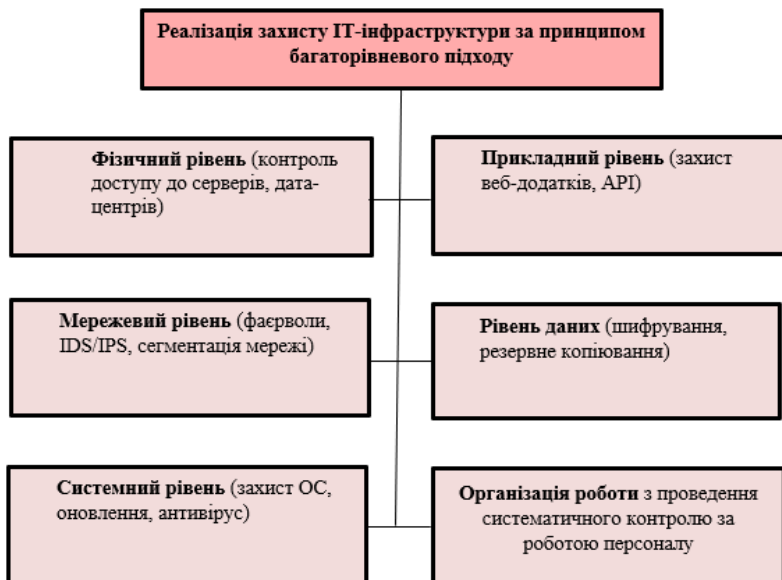 Реалізація захисту ІТ-інфраструктури за принципом
багаторівневого підходу
Фізичний рівень (контроль
доступу до серверів, дата-
центрів)
Прикладний рівень (захист
веб-додатків, API)
Мережевий рівень (фаєрволи,
IDS/IPS, сегментація мережі)
Рівень даних (шифрування,
резервне копіювання)
Системний рівень (захист ОС,
оновлення, антивірус)
Організація роботи з проведення
систематичного контролю за
роботою персоналу